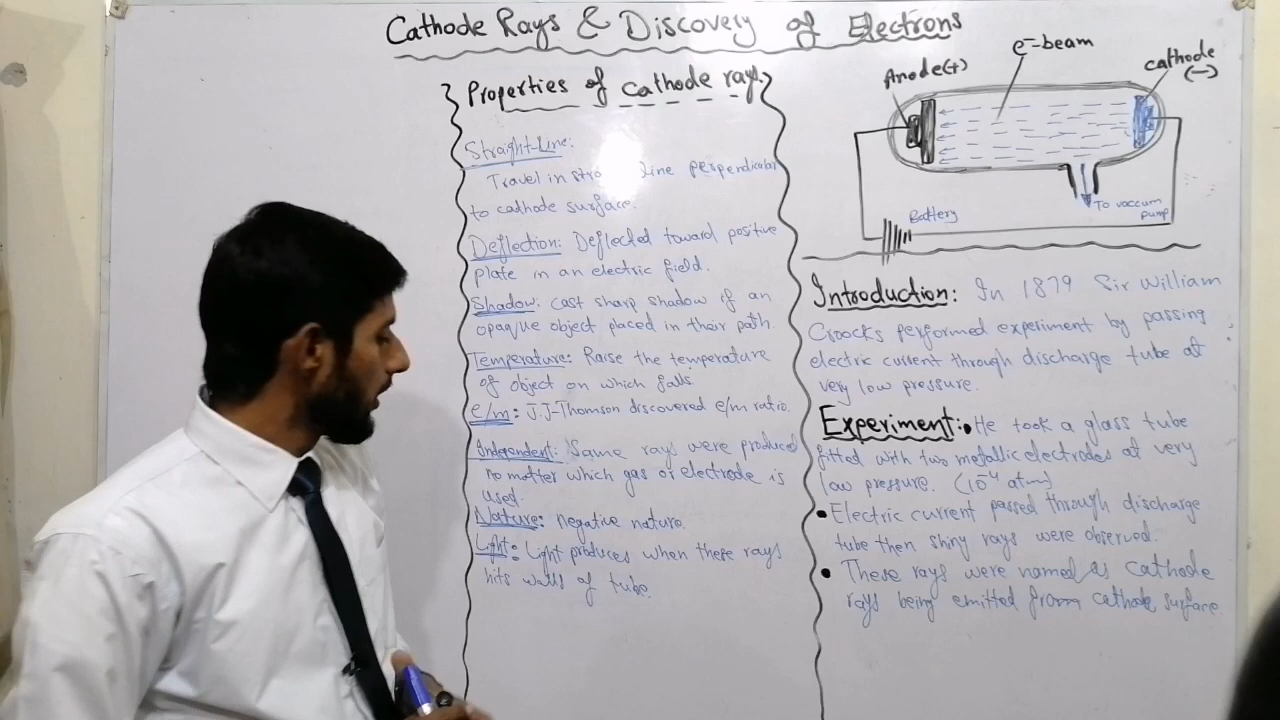 Cathode Rays & Discovery of Electrons
Properties of cathode rays.
Straight-line:
Travel in line perpendicular
to cathode surface.
Deflection: Deflected toward positive
plate in an electric field.
Shadow: cast sharp shadow if an
opaque object placed in their path.
Temperature: Raise the temperature
of object on which falls.
e/m: J.J-Thomson discovered e/m ratio.
Independent: Same rays were produced
no matter which gas or electrode is
used.
Nature: negative nature.
Light: Light produces when these rays
hits walls of tube.
e⁻-beam
Anode(+)
cathode
(-)
Battery
To vaccum
pump
Introduction: In 1879 Sir William
Croocks performed experiment by passing
electric current through discharge tube at
very low pressure.
Experiment: • He took a glass tube
fitted with two metallic electrodes at very
low pressure. (10⁻⁴ atm)
• Electric current passed through discharge
tube then shiny rays were observed.
• These rays were named as cathode
rays being emitted from cathode surface.